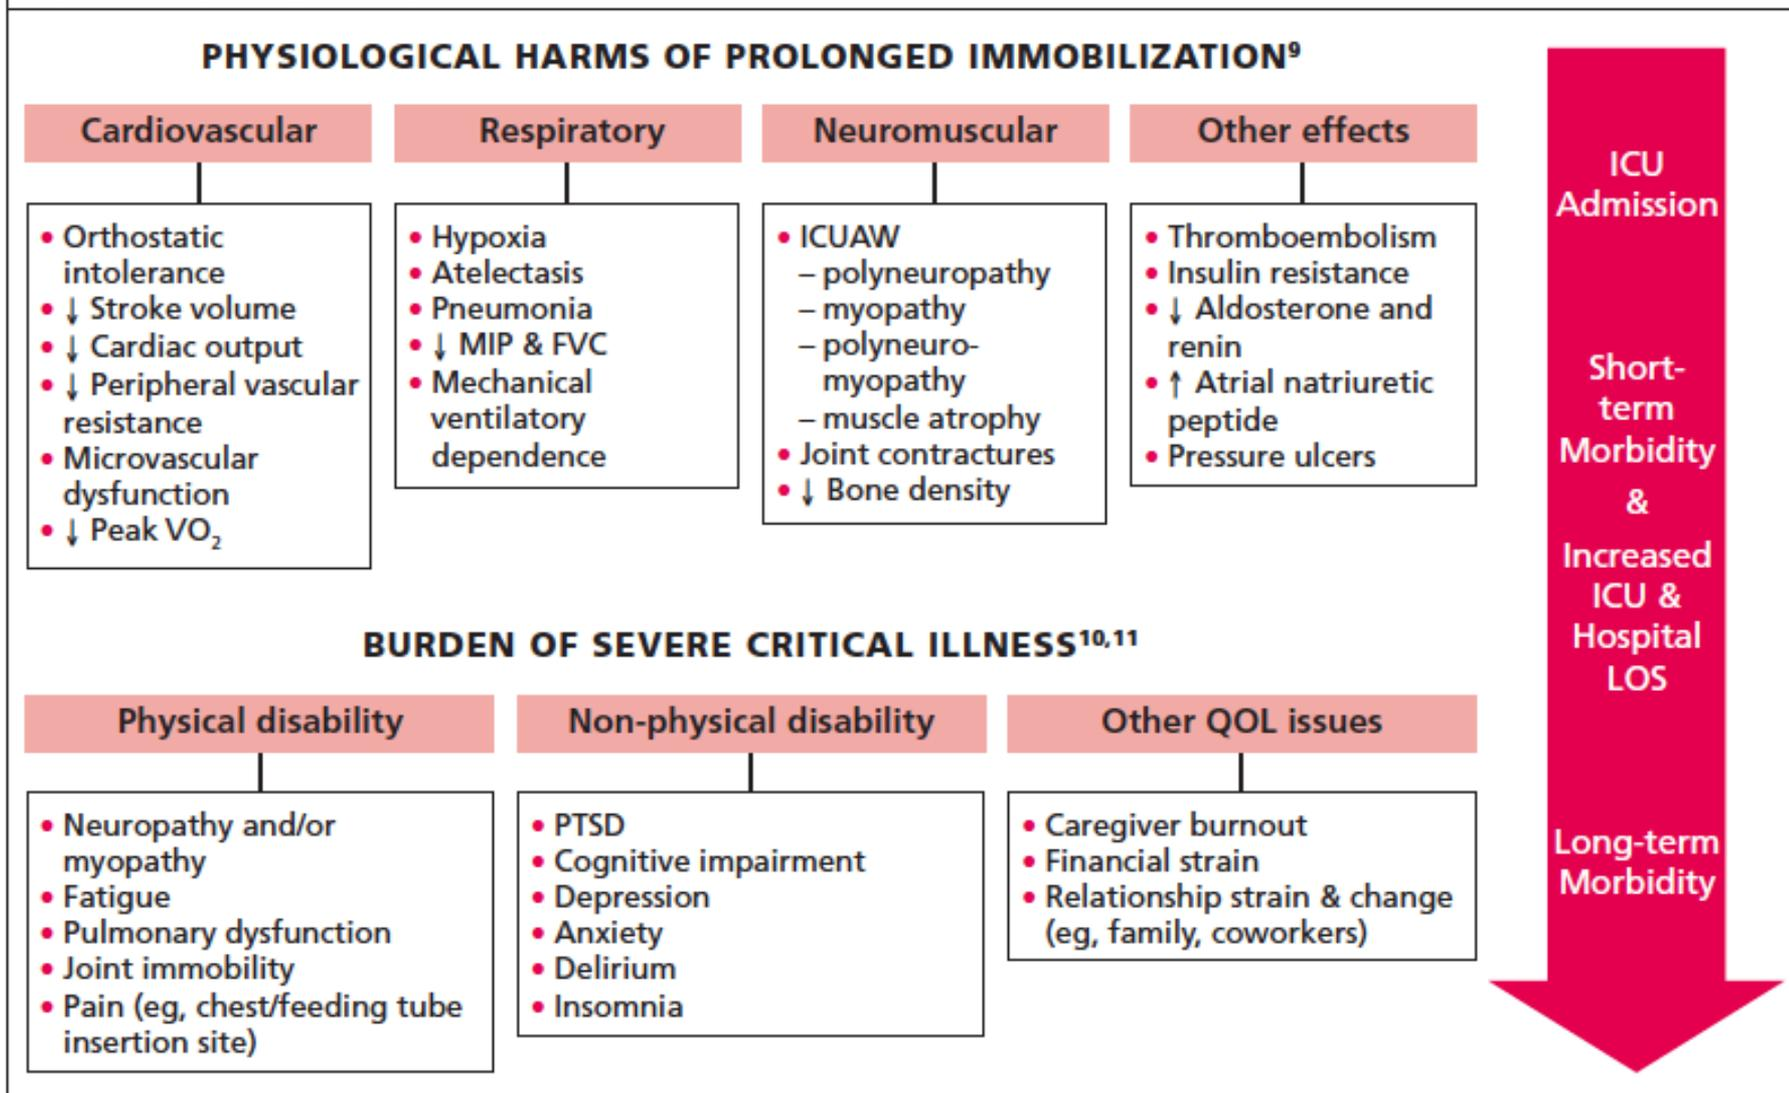 PHYSIOLOGICAL HARMS OF PROLONGED IMMOBILIZATION⁹
Cardiovascular
• Orthostatic
intolerance
• ↓ Stroke volume
• ↓ Cardiac output
• ↓ Peripheral vascular
resistance
• Microvascular
dysfunction
• ↓ Peak VO₂
Respiratory
• Hypoxia
• Atelectasis
• Pneumonia
• ↓ MIP & FVC
• Mechanical
ventilatory
dependence
Neuromuscular
• ICUAW
– polyneuropathy
– myopathy
– polyneuro-
myopathy
– muscle atrophy
• Joint contractures
• ↓ Bone density
Other effects
• Thromboembolism
• Insulin resistance
• ↓ Aldosterone and
renin
• ↑ Atrial natriuretic
peptide
• Pressure ulcers
BURDEN OF SEVERE CRITICAL ILLNESS¹⁰,¹¹
Physical disability
• Neuropathy and/or
myopathy
• Fatigue
• Pulmonary dysfunction
• Joint immobility
• Pain (eg, chest/feeding tube
insertion site)
Non-physical disability
• PTSD
• Cognitive impairment
• Depression
• Anxiety
• Delirium
• Insomnia
Other QOL issues
• Caregiver burnout
• Financial strain
• Relationship strain & change
(eg, family, coworkers)
ICU
Admission
Short-
term
Morbidity
&
Increased
ICU &
Hospital
LOS
Long-term
Morbidity